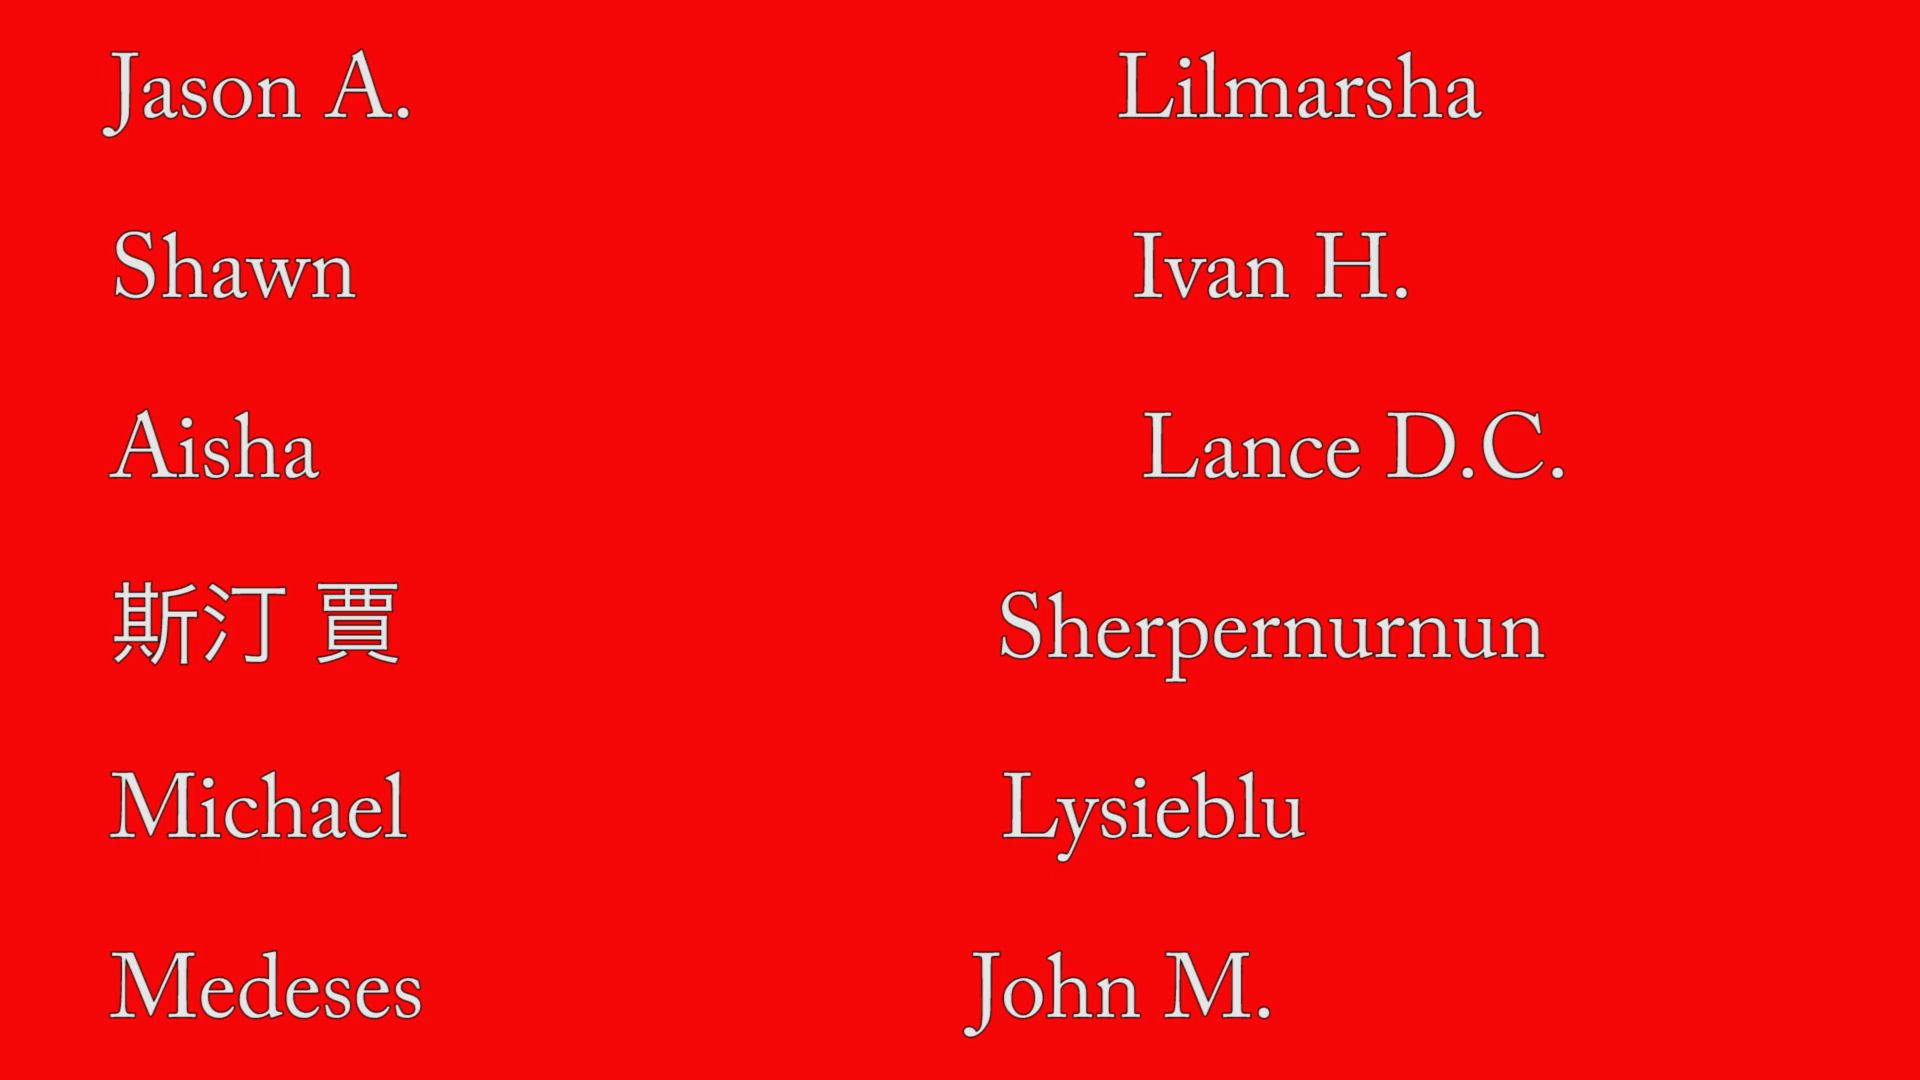 Jason A.
Lilmarsha
Shawn
Ivan H.
Aisha
Lance D.C.
斯汀 賈
Sherpernurnun
Michael
Lysieblu
Medeses
John M.